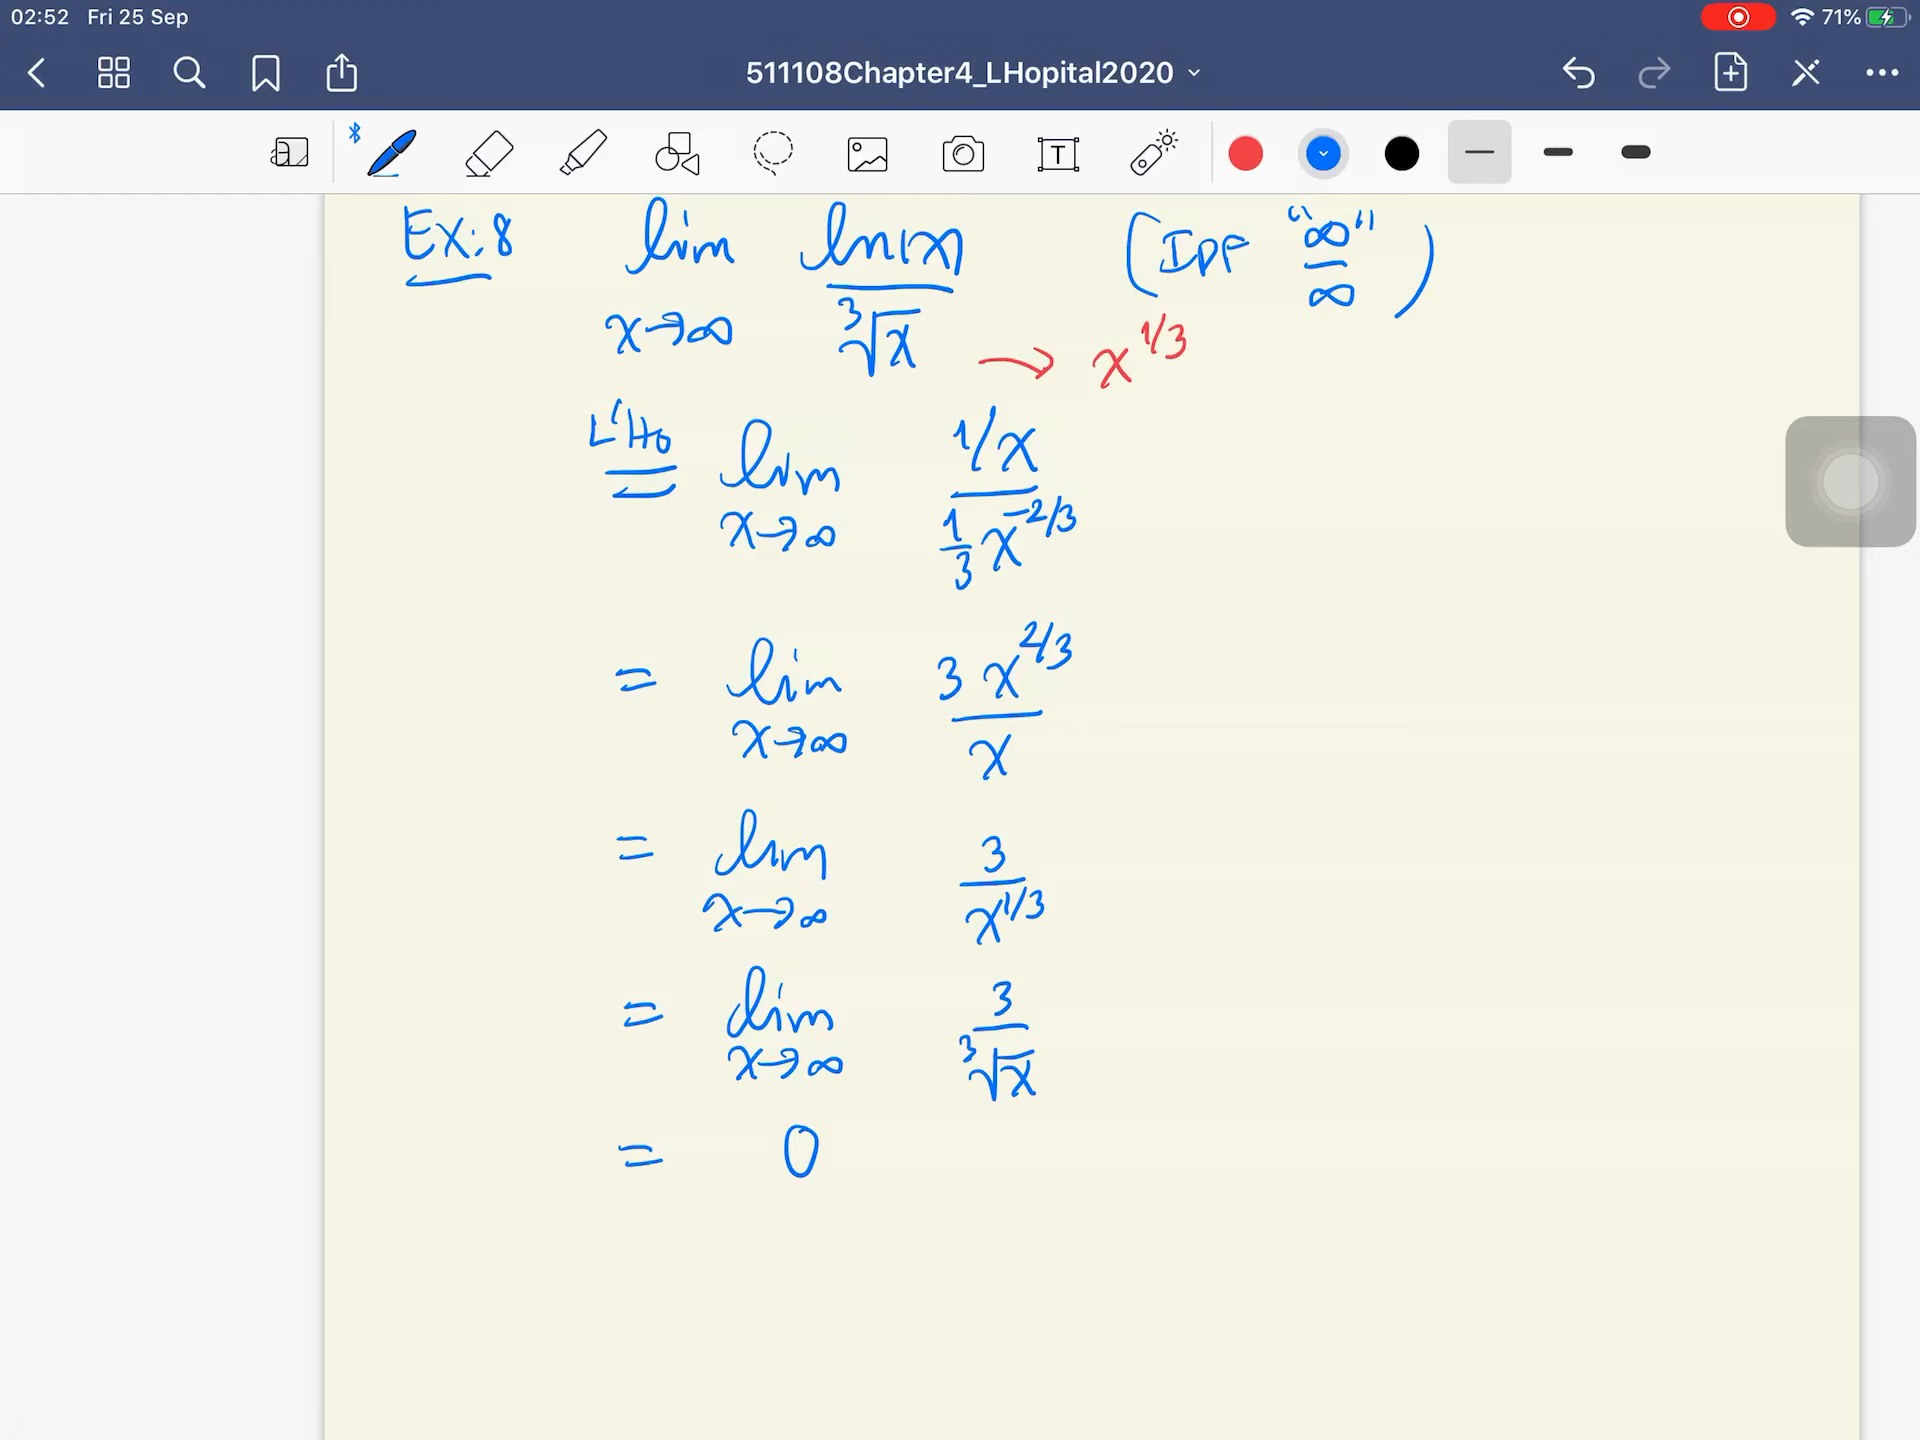 02:52 Fri 25 Sep 71%
511108Chapter4_LHopital2020
Ex:8 lim x→∞ ln(x) / ∛x (IDF "∞/∞")
→ x^(1/3)
L'Ho = lim x→∞ (1/x) / (1/3 x^(-2/3))
= lim x→∞ 3 x^(2/3) / x
= lim x→∞ 3 / x^(1/3)
= lim x→∞ 3 / ∛x
= 0